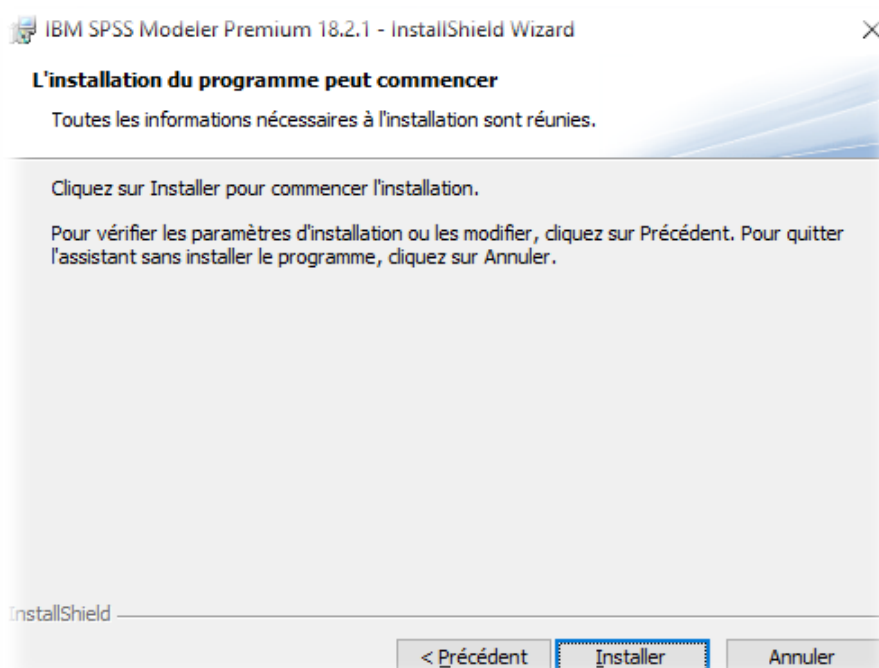 IBM SPSS Modeler Premium 18.2.1 - InstallShield Wizard
L'installation du programme peut commencer
Toutes les informations nécessaires à l'installation sont réunies.
Cliquez sur Installer pour commencer l'installation.
Pour vérifier les paramètres d'installation ou les modifier, cliquez sur Précédent. Pour quitter
l'assistant sans installer le programme, cliquez sur Annuler.
InstallShield
< Précédent Installer Annuler